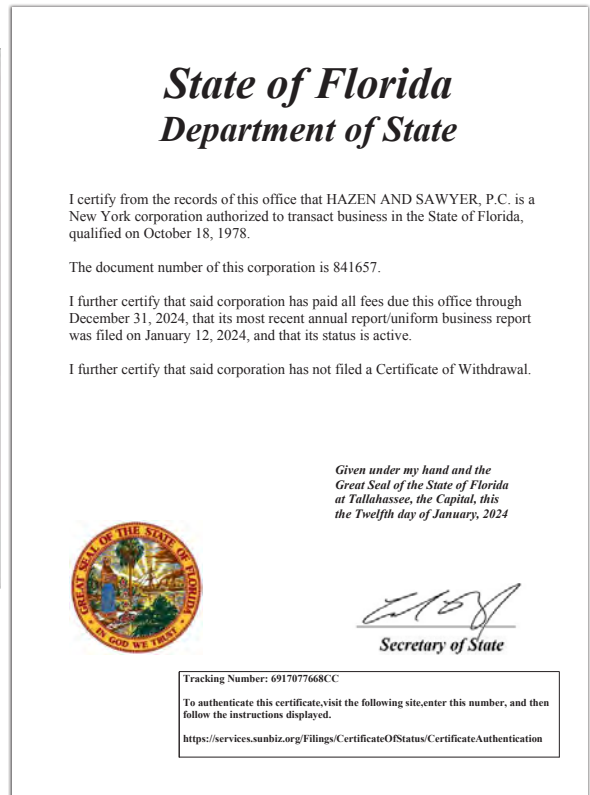 State of Florida
Department of State
I certify from the records of this office that HAZEN AND SAWYER, P.C. is a
New York corporation authorized to transact business in the State of Florida,
qualified on October 18, 1978.
The document number of this corporation is 841657.
I further certify that said corporation has paid all fees due this office through
December 31, 2024, that its most recent annual report/uniform business report
was filed on January 12, 2024, and that its status is active.
I further certify that said corporation has not filed a Certificate of Withdrawal.
Given under my hand and the
Great Seal of the State of Florida
at Tallahassee, the Capital, this
the Twelfth day of January, 2024
GREAT SEAL OF THE STATE OF FLORIDA
IN GOD WE TRUST
Secretary of State
Tracking Number: 6917077668CC
To authenticate this certificate,visit the following site,enter this number, and then
follow the instructions displayed.
https://services.sunbiz.org/Filings/CertificateOfStatus/CertificateAuthentication